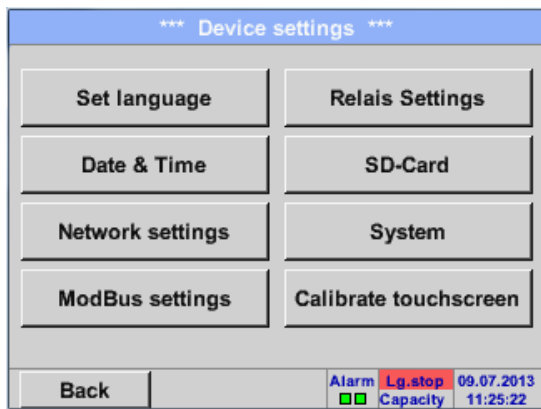 *** Device settings ***
Set language
Relais Settings
Date & Time
SD-Card
Network settings
System
ModBus settings
Calibrate touchscreen
Back
Alarm Lg.stop 09.07.2013
Capacity 11:25:22